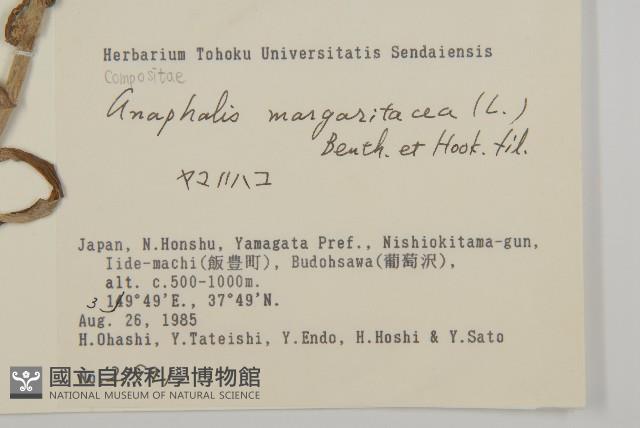 Herbarium Tohoku Universitatis Sendaiensis
Compositae
Anaphalis margaritacea (L.)
Benth. et Hook. fil.
ヤマハハコ
Japan, N.Honshu, Yamagata Pref., Nishiokitama-gun,
Iide-machi(飯豊町), Budohsawa(葡萄沢),
alt. c.500-1000m.
3
149°49'E., 37°49'N.
Aug. 26, 1985
H.Ohashi, Y.Tateishi, Y.Endo, H.Hoshi & Y.Sato
國立自然科學博物館
NATIONAL MUSEUM OF NATURAL SCIENCE